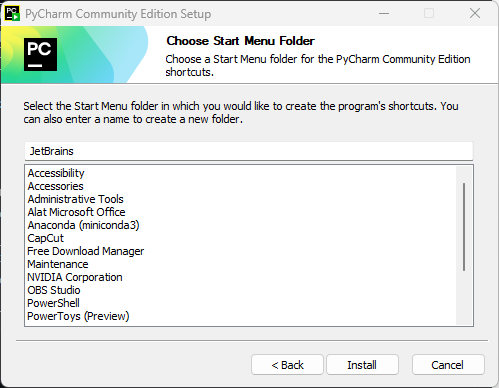 PyCharm Community Edition Setup
PC
Choose Start Menu Folder
Choose a Start Menu folder for the PyCharm Community Edition
shortcuts.
Select the Start Menu folder in which you would like to create the program's shortcuts. You
can also enter a name to create a new folder.
JetBrains
Accessibility
Accessories
Administrative Tools
Alat Microsoft Office
Anaconda (miniconda3)
CapCut
Free Download Manager
Maintenance
NVIDIA Corporation
OBS Studio
PowerShell
PowerToys (Preview)
< Back
Install
Cancel